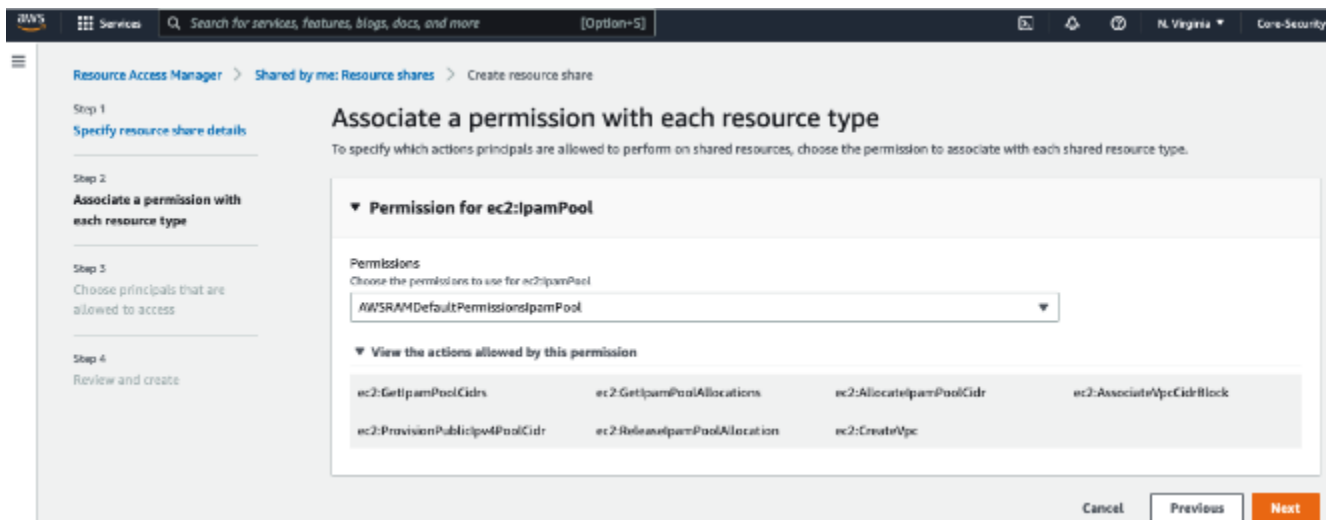 aws
Services
Search for services, features, blogs, docs, and more
[Option+S]
N. Virginia
Core-Security
Resource Access Manager > Shared by me: Resource shares > Create resource share
Step 1
Specify resource share details
Step 2
Associate a permission with
each resource type
Step 3
Choose principals that are
allowed to access
Step 4
Review and create
Associate a permission with each resource type
To specify which actions principals are allowed to perform on shared resources, choose the permission to associate with each shared resource type.
Permission for ec2:IpamPool
Permissions
Choose the permissions to use for ec2:IpamPool
AWSRAMDefaultPermissionsIpamPool
View the actions allowed by this permission
ec2:GetIpamPoolCidrs ec2:GetIpamPoolAllocations ec2:AllocateIpamPoolCidr ec2:AssociateVpcCidrBlock
ec2:ProvisionPublicIpv4PoolCidr ec2:ReleaseIpamPoolAllocation ec2:CreateVpc
Cancel Previous Next